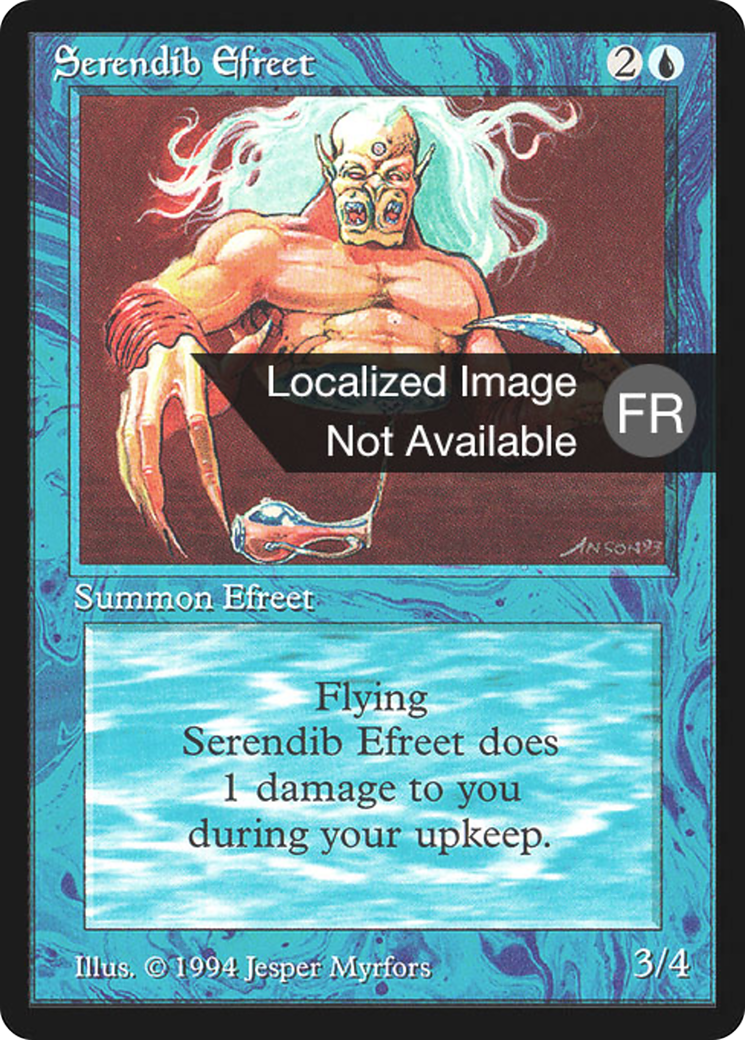 Serendib Efreet
2
Localized Image
Not Available
FR
ANSON93
Summon Efreet
Flying
Serendib Efreet does
1 damage to you
during your upkeep.
Illus. © 1994 Jesper Myrfors
3/4